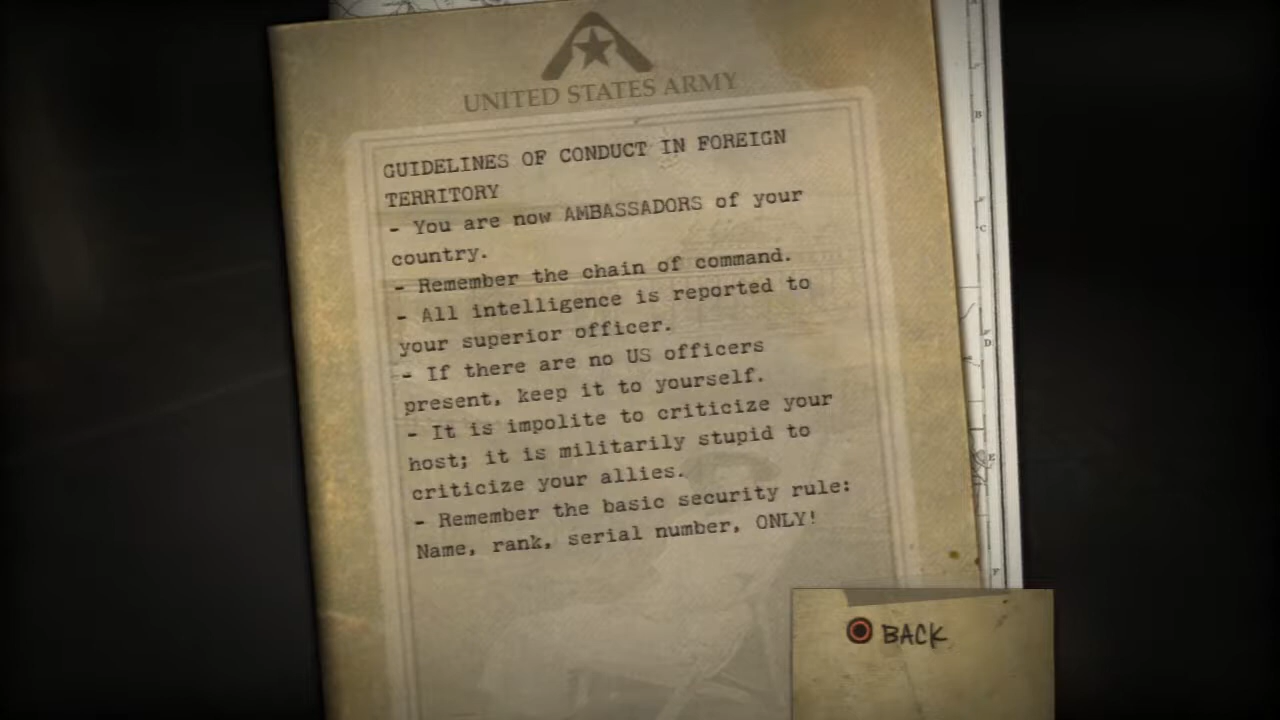 UNITED STATES ARMY
GUIDELINES OF CONDUCT IN FOREIGN
TERRITORY
- You are now AMBASSADORS of your
country.
- Remember the chain of command.
- All intelligence is reported to
your superior officer.
- If there are no US officers
present, keep it to yourself.
- It is impolite to criticize your
host; it is militarily stupid to
criticize your allies.
- Remember the basic security rule:
Name, rank, serial number, ONLY!
B
C
D
E
F
BACK